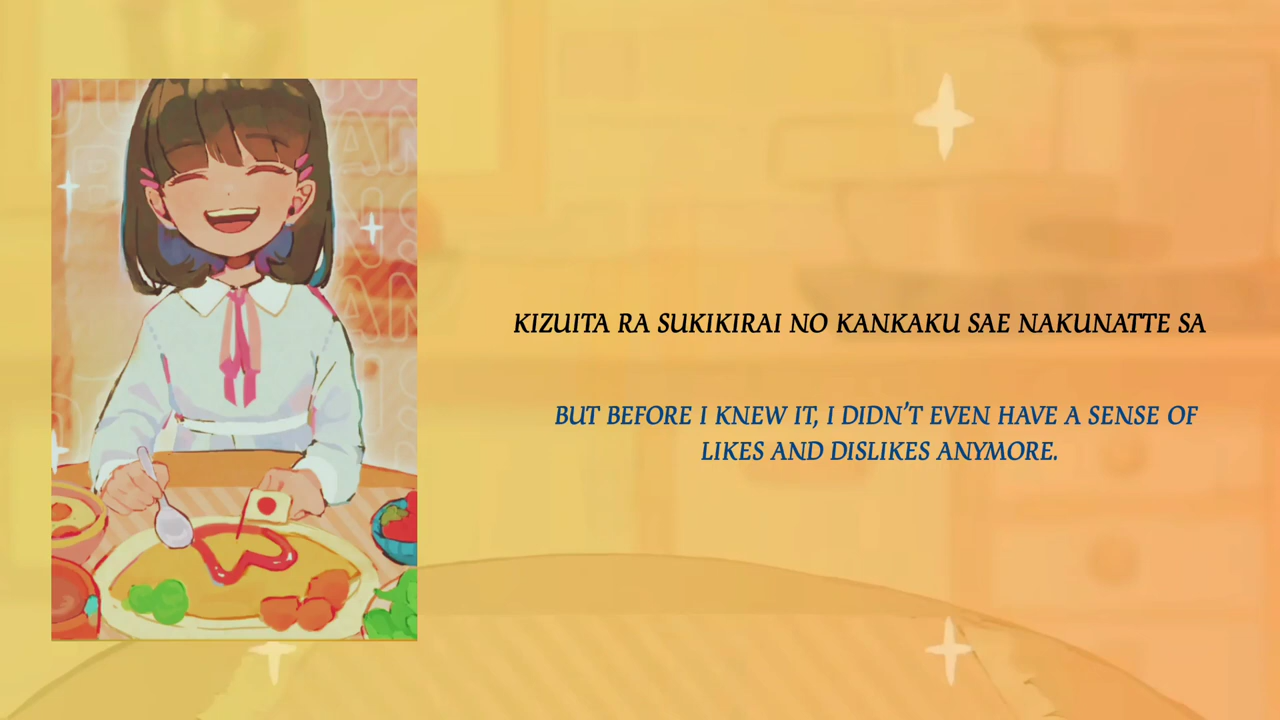 KIZUITA RA SUKIKIRAI NO KANKAKU SAE NAKUNATTE SA
BUT BEFORE I KNEW IT, I DIDN'T EVEN HAVE A SENSE OF
LIKES AND DISLIKES ANYMORE.